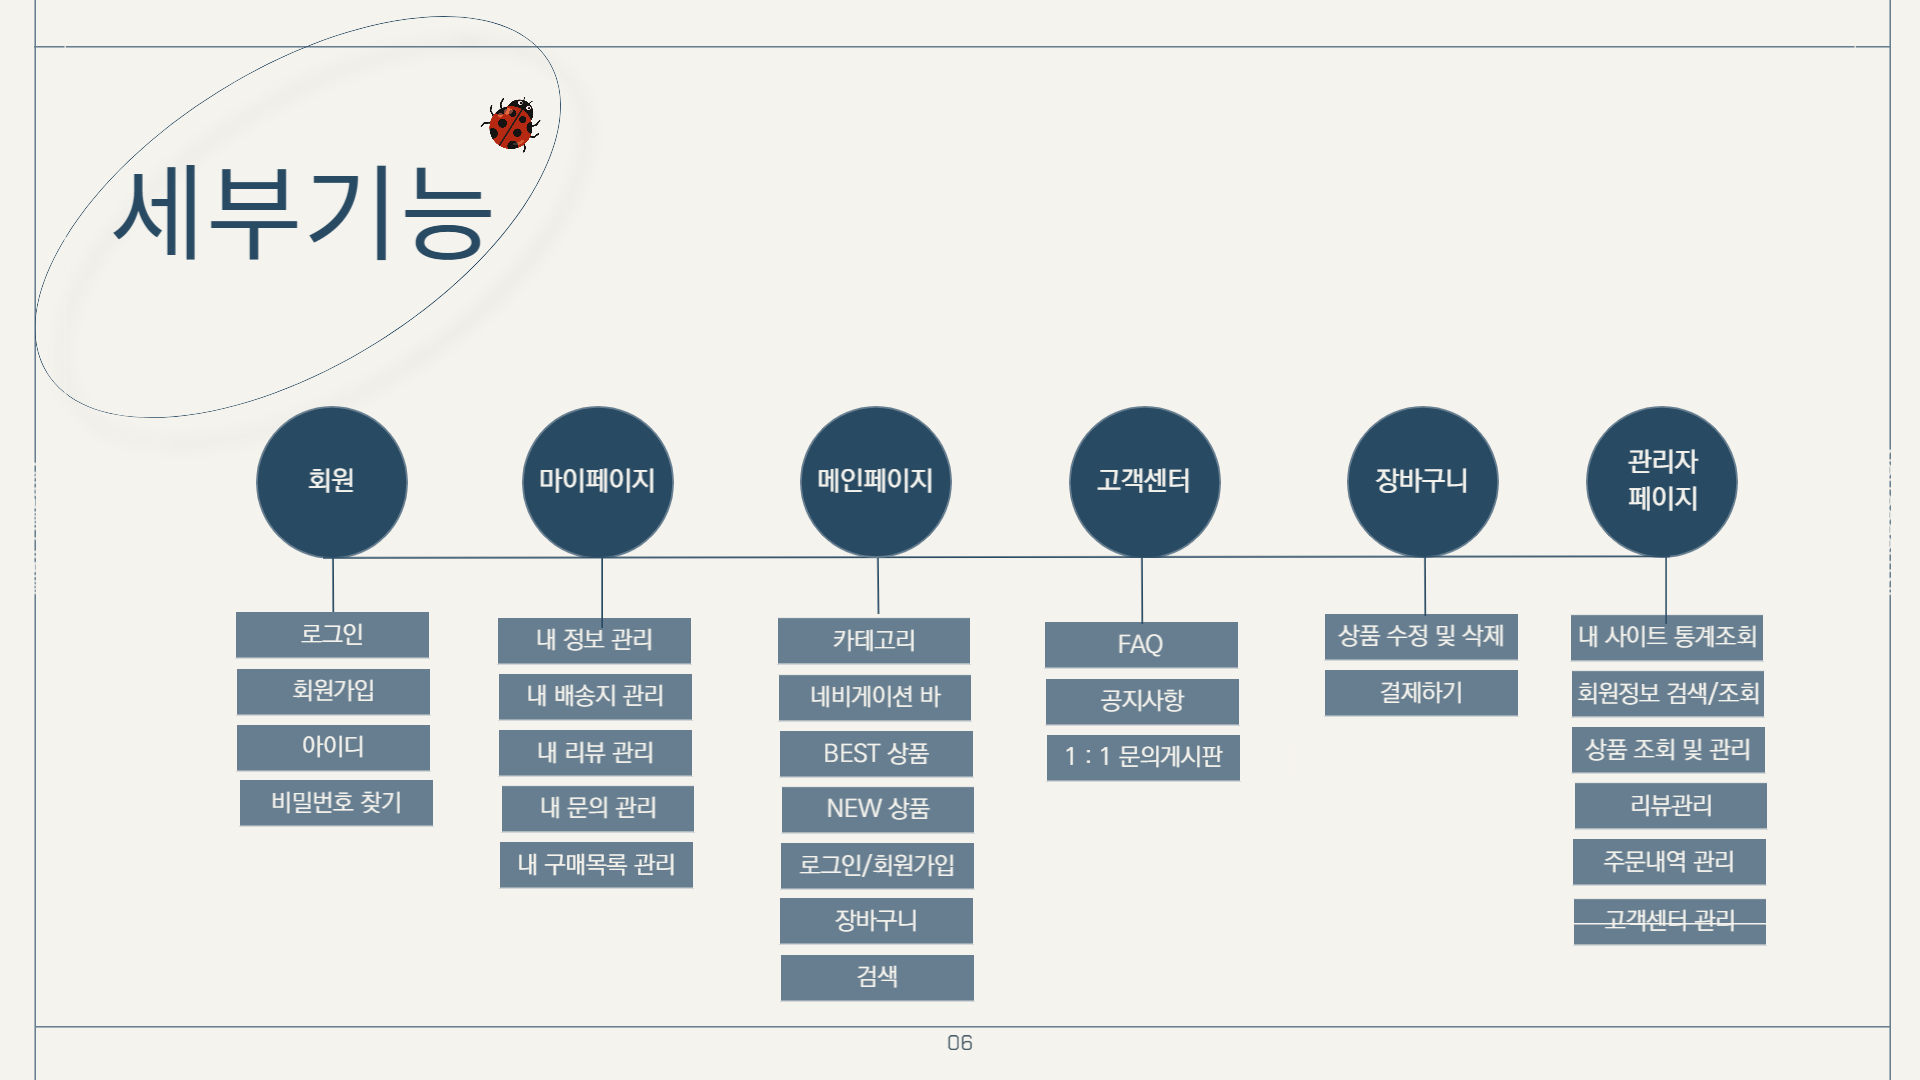 세부기능
회원
로그인
회원가입
아이디
비밀번호 찾기
마이페이지
내 정보 관리
내 배송지 관리
내 리뷰 관리
내 문의 관리
내 구매목록 관리
메인페이지
카테고리
네비게이션 바
BEST 상품
NEW 상품
로그인/회원가입
장바구니
검색
고객센터
FAQ
공지사항
1 : 1 문의게시판
장바구니
상품 수정 및 삭제
결제하기
관리자
페이지
내 사이트 통계조회
회원정보 검색/조회
상품 조회 및 관리
리뷰관리
주문내역 관리
고객센터 관리
06